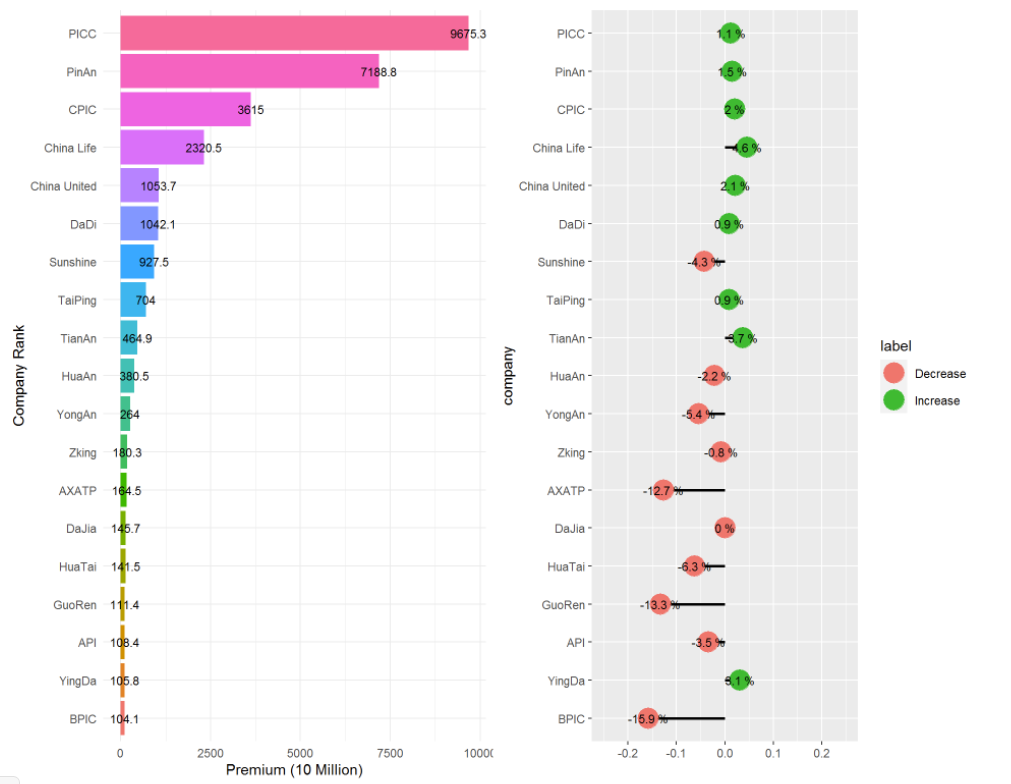 Company Rank
PICC 9675.3
PinAn 7188.8
CPIC 3615
China Life 2320.5
China United 1053.7
DaDi 1042.1
Sunshine 927.5
TaiPing 704
TianAn 464.9
HuaAn 380.5
YongAn 264
Zking 180.3
AXATP 164.5
DaJia 145.7
HuaTai 141.5
GuoRen 111.4
API 108.4
YingDa 105.8
BPIC 104.1
0 2500 5000 7500 10000
Premium (10 Million)
company
PICC 1.1 %
PinAn 1.5 %
CPIC 2 %
China Life 4.6 %
China United 2.1 %
DaDi 0.9 %
Sunshine -4.3 %
TaiPing 0.9 %
TianAn 3.7 %
HuaAn -2.2 %
YongAn -5.4 %
Zking -0.8 %
AXATP -12.7 %
DaJia 0 %
HuaTai -6.3 %
GuoRen -13.3 %
API -3.5 %
YingDa 3.1 %
BPIC -15.9 %
-0.2 -0.1 0.0 0.1 0.2
label
Decrease
Increase